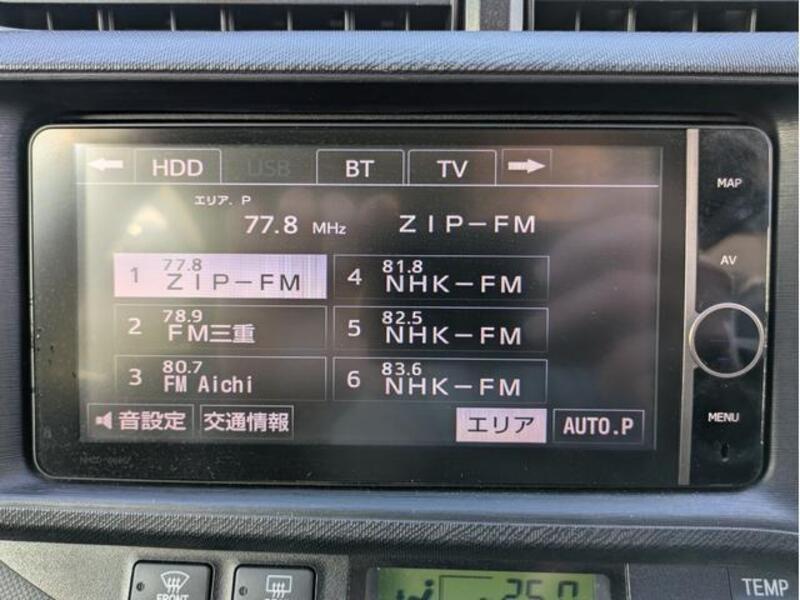 HDD USB BT TV
エリア. P
77.8 MHz ZIP-FM
1 77.8 ZIP-FM
2 78.9 FM三重
3 80.7 FM Aichi
4 81.8 NHK-FM
5 82.5 NHK-FM
6 83.6 NHK-FM
音設定 交通情報 エリア AUTO.P
MAP
AV
MENU
FRONT
25.0
TEMP